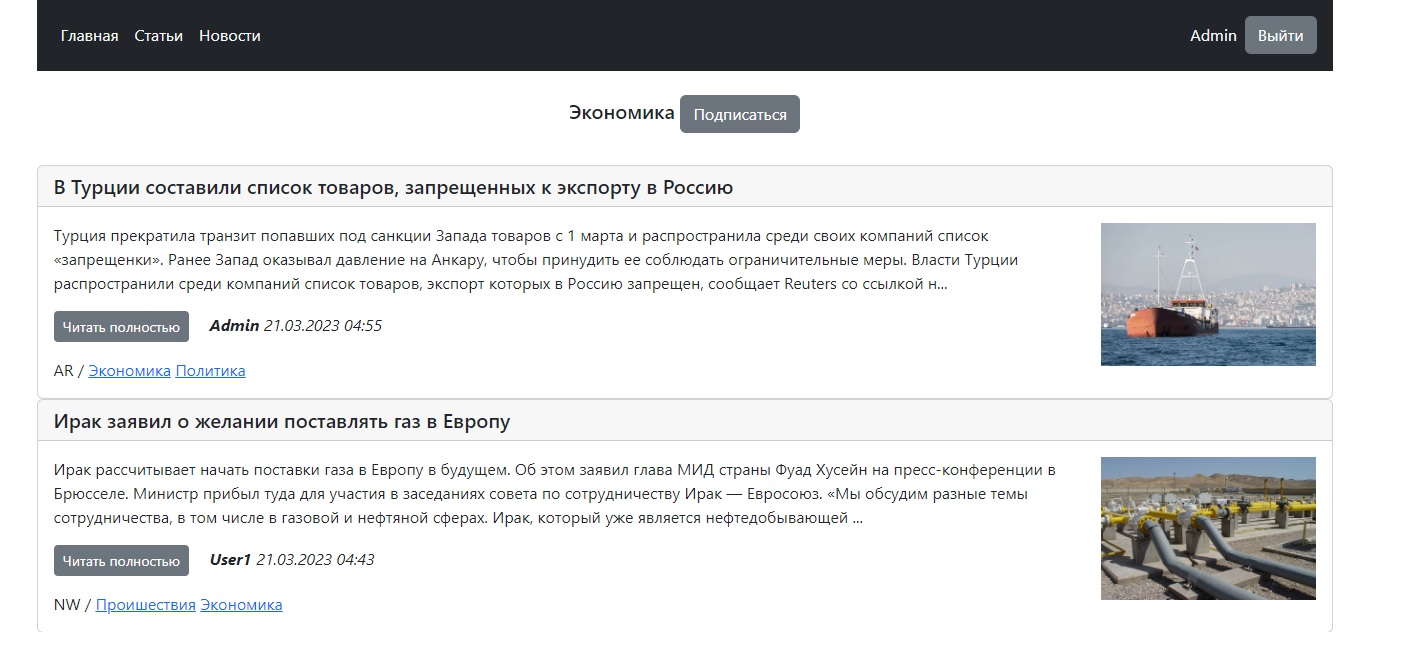 Главная Статьи Новости Admin Выйти
Экономика Подписаться
В Турции составили список товаров, запрещенных к экспорту в Россию
Турция прекратила транзит попавших под санкции Запада товаров с 1 марта и распространила среди своих компаний список
«запрещенки». Ранее Запад оказывал давление на Анкару, чтобы принудить ее соблюдать ограничительные меры. Власти Турции
распространили среди компаний список товаров, экспорт которых в Россию запрещен, сообщает Reuters со ссылкой н...
Читать полностью Admin 21.03.2023 04:55
AR / Экономика Политика
Ирак заявил о желании поставлять газ в Европу
Ирак рассчитывает начать поставки газа в Европу в будущем. Об этом заявил глава МИД страны Фуад Хусейн на пресс-конференции в
Брюсселе. Министр прибыл туда для участия в заседаниях совета по сотрудничеству Ирак — Евросоюз. «Мы обсудим разные темы
сотрудничества, в том числе в газовой и нефтяной сферах. Ирак, который уже является нефтедобывающей ...
Читать полностью User1 21.03.2023 04:43
NW / Проишествия Экономика